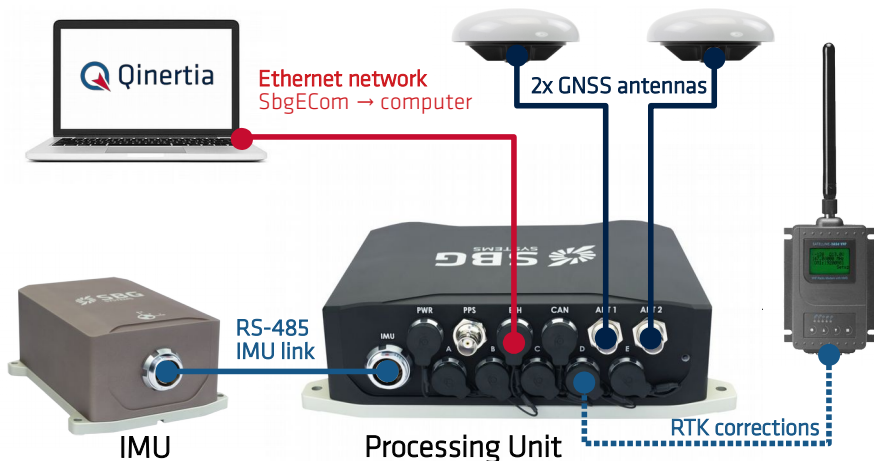 Qinertia
Ethernet network
SbgECom → computer
2x GNSS antennas
SBG
SYSTEMS
PWR
PPS
ETH
CAN
ANT 1
ANT 2
IMU
A
B
C
D
E
SBG
RS-485
IMU link
RTK corrections
IMU
Processing Unit